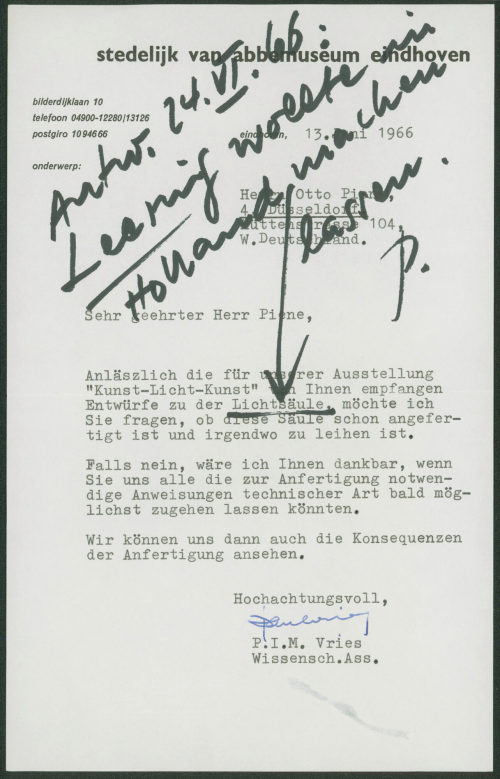 stedelijk van abbemuseum eindhoven
bilderdijklaan 10
telefoon 04900-12280|13126
postgiro 1094666
eindhoven, 13 juni 1966
onderwerp:
Antw. 24.VI.66:
Leering wollte in
Holland machen
lassen.
P.
Herrn Otto Piene,
4 Düsseldorf
Hüttenstrasse 104,
W.Deutschland.
Sehr geehrter Herr Piene,
Anläszlich die für unserer Ausstellung
"Kunst-Licht-Kunst" von Ihnen empfangen
Entwürfe zu der Lichtsäule, möchte ich
Sie fragen, ob diese Säule schon angefer-
tigt ist und irgendwo zu leihen ist.
Falls nein, wäre ich Ihnen dankbar, wenn
Sie uns alle die zur Anfertigung notwen-
dige Anweisungen technischer Art bald mög-
lichst zugehen lassen könnten.
Wir können uns dann auch die Konsequenzen
der Anfertigung ansehen.
Hochachtungsvoll,
P.I.M. Vries
Wissensch.Ass.